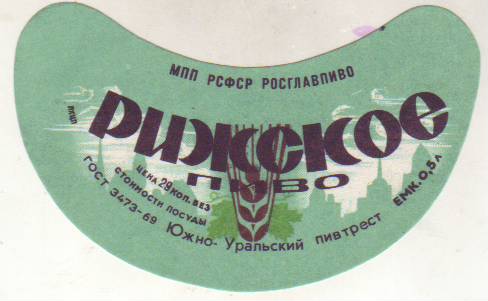 МПП РСФСР РОСГЛАВПИВО
РИЖСКОЕ
ПИВО
ЦЕНА 29 КОП. БЕЗ
СТОИМОСТИ ПОСУДЫ
ЕМК. 0,5 Л
ГОСТ 3473-69 Южно-Уральский пивтрест